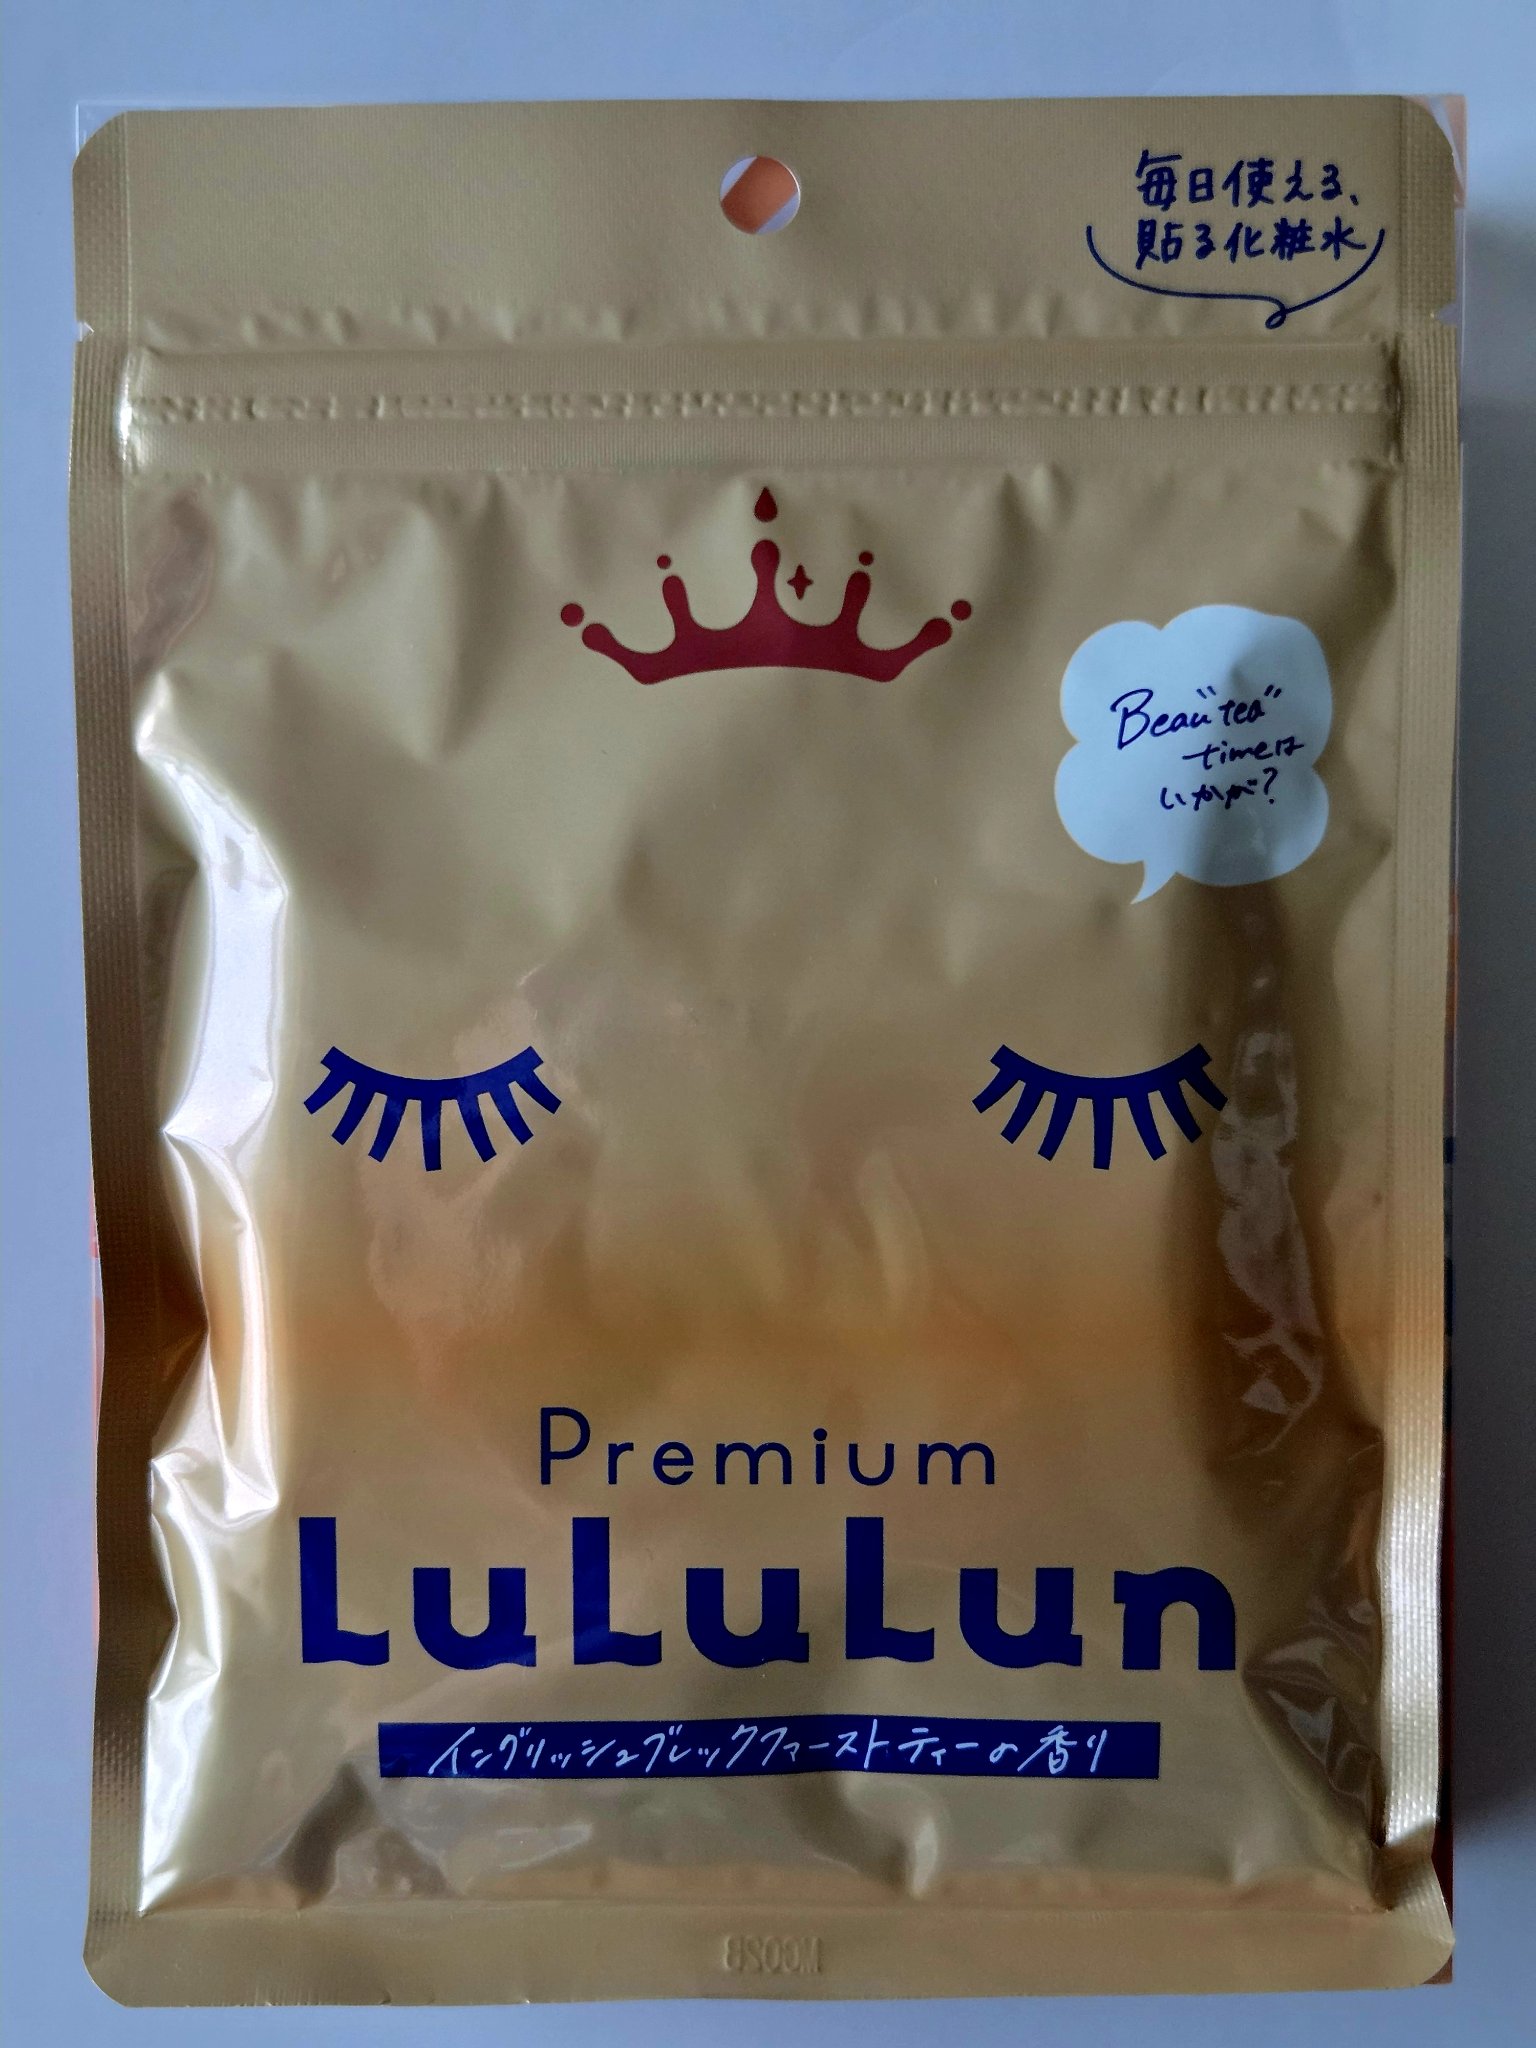 毎日使える、
貼る化粧水
Beau"tea"
timeは
いかが?
Premium
LuLuLun
イングリッシュブレックファーストティーの香り
MC02B